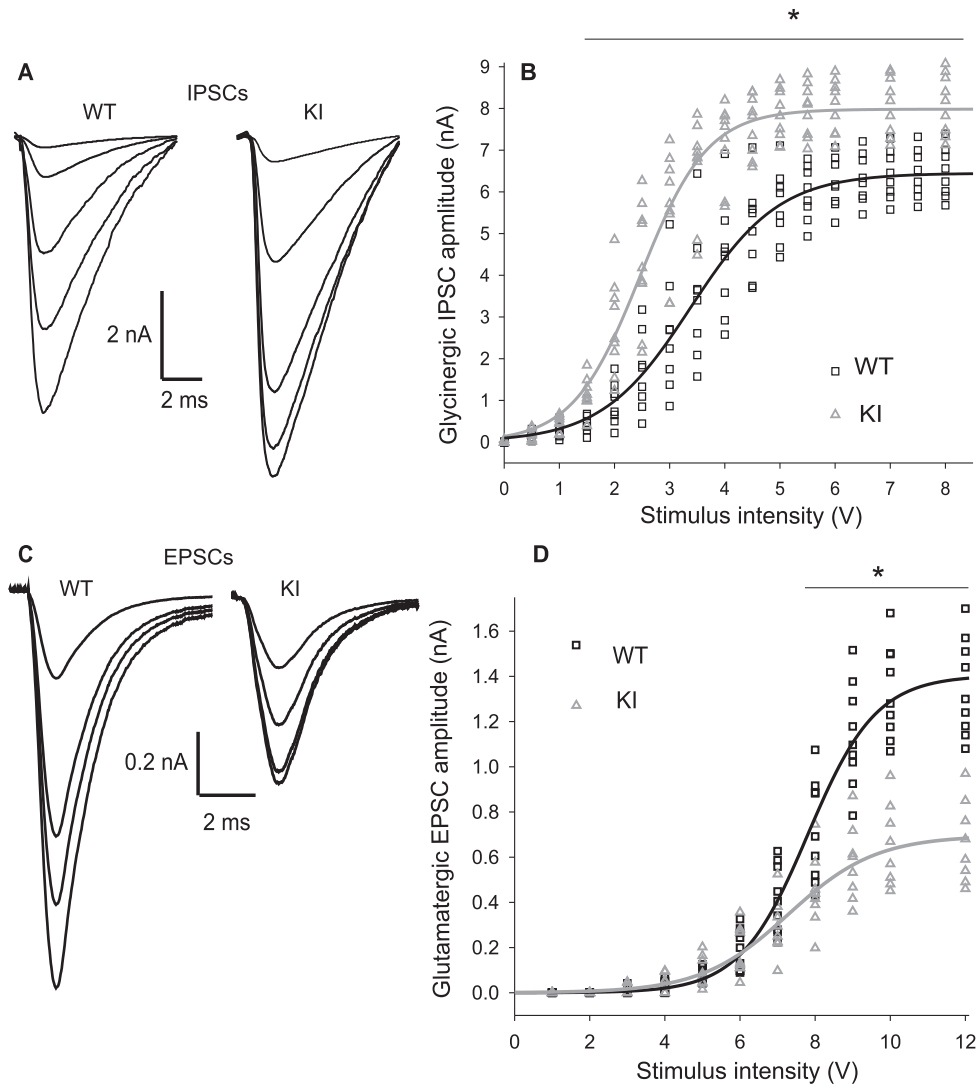 A
IPSCs
WT
KI
2 nA
2 ms
B
*
Glycinergic IPSC apmlitude (nA)
9
8
7
6
5
4
3
2
1
0
WT
KI
0 1 2 3 4 5 6 7 8
Stimulus intensity (V)
C
EPSCs
WT
KI
0.2 nA
2 ms
D
*
Glutamatergic EPSC amplitude (nA)
1.6
1.4
1.2
1.0
0.8
0.6
0.4
0.2
0.0
WT
KI
0 2 4 6 8 10 12
Stimulus intensity (V)